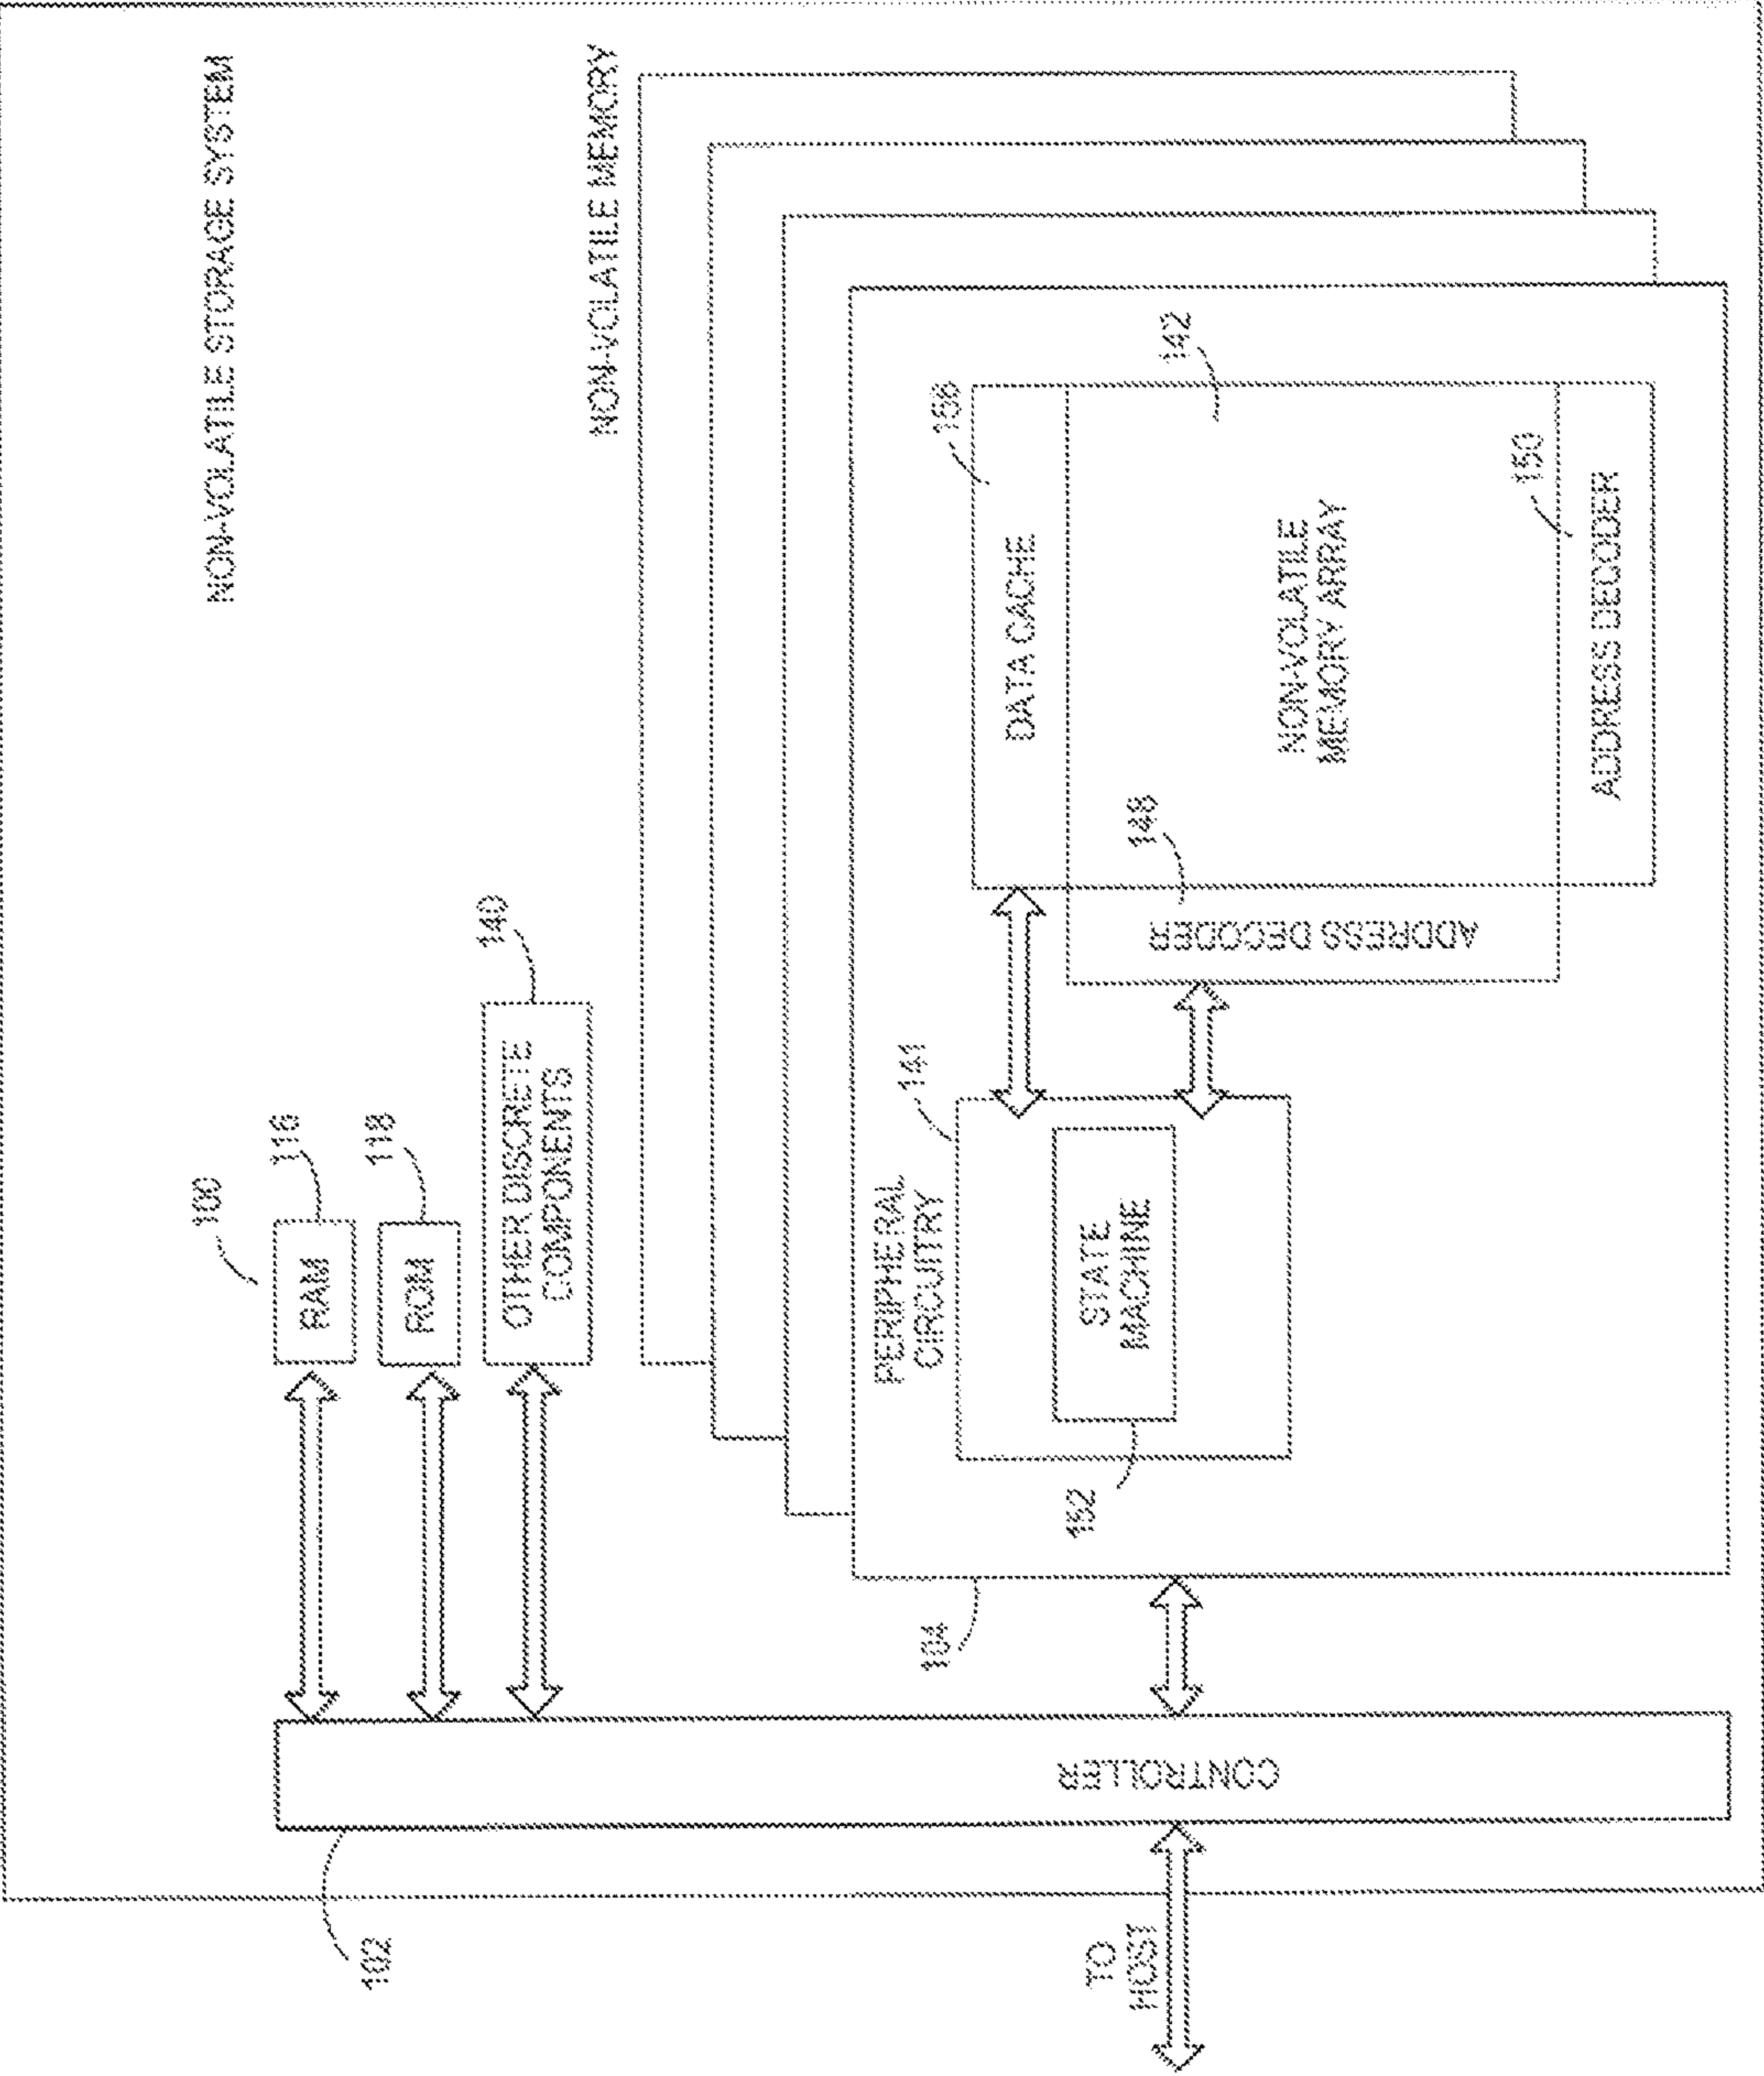 NON-VOLATILE STORAGE SYSTEM
100
116
RAM
118
ROM
140
OTHER DISCRETE
COMPONENTS
NON-VOLATILE MEMORY
102
CONTROLLER
TO
HOST
104
PERIPHERAL
CIRCUITRY
141
STATE
MACHINE
152
DATA CACHE
156
148
ADDRESS DECODER
NON-VOLATILE
MEMORY ARRAY
142
ADDRESS DECODER
150